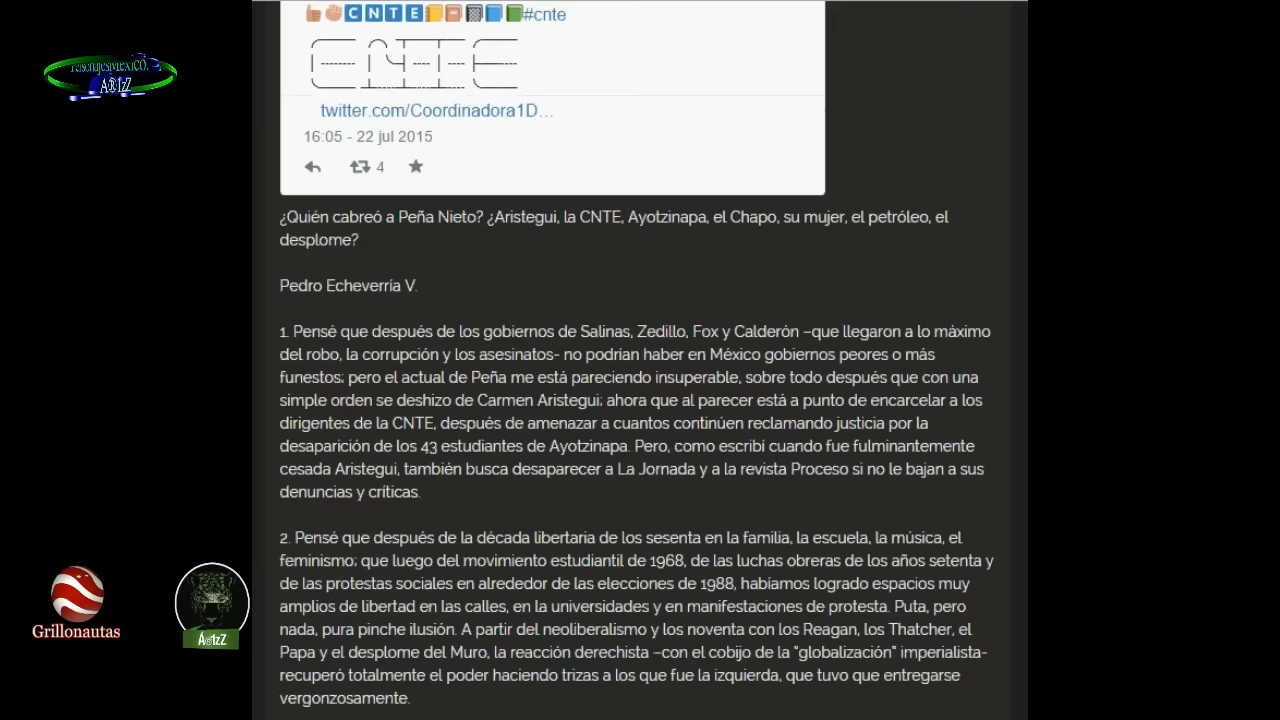 CNTE#cnte
CNTE
twitter.com/Coordinadora1D...
16:05 - 22 jul 2015
4
¿Quién cabreó a Peña Nieto? ¿Aristegui, la CNTE, Ayotzinapa, el Chapo, su mujer, el petróleo, el
desplome?
Pedro Echeverría V.
1. Pensé que después de los gobiernos de Salinas, Zedillo, Fox y Calderón –que llegaron a lo máximo
del robo, la corrupción y los asesinatos- no podrían haber en México gobiernos peores o más
funestos; pero el actual de Peña me está pareciendo insuperable, sobre todo después que con una
simple orden se deshizo de Carmen Aristegui; ahora que al parecer está a punto de encarcelar a los
dirigentes de la CNTE, después de amenazar a cuantos continúen reclamando justicia por la
desaparición de los 43 estudiantes de Ayotzinapa. Pero, como escribí cuando fue fulminantemente
cesada Aristegui, también busca desaparecer a La Jornada y a la revista Proceso si no le bajan a sus
denuncias y críticas.
2. Pensé que después de la década libertaria de los sesenta en la familia, la escuela, la música, el
feminismo; que luego del movimiento estudiantil de 1968, de las luchas obreras de los años setenta y
de las protestas sociales en alrededor de las elecciones de 1988, habíamos logrado espacios muy
amplios de libertad en las calles, en la universidades y en manifestaciones de protesta. Puta, pero
nada, pura pinche ilusión. A partir del neoliberalismo y los noventa con los Reagan, los Thatcher, el
Papa y el desplome del Muro, la reacción derechista –con el cobijo de la "globalización" imperialista-
recuperó totalmente el poder haciendo trizas a los que fue la izquierda, que tuvo que entregarse
vergonzosamente.
PersonajesMéxico.
Á@1zZ
Grillonautas
Á@1zZ